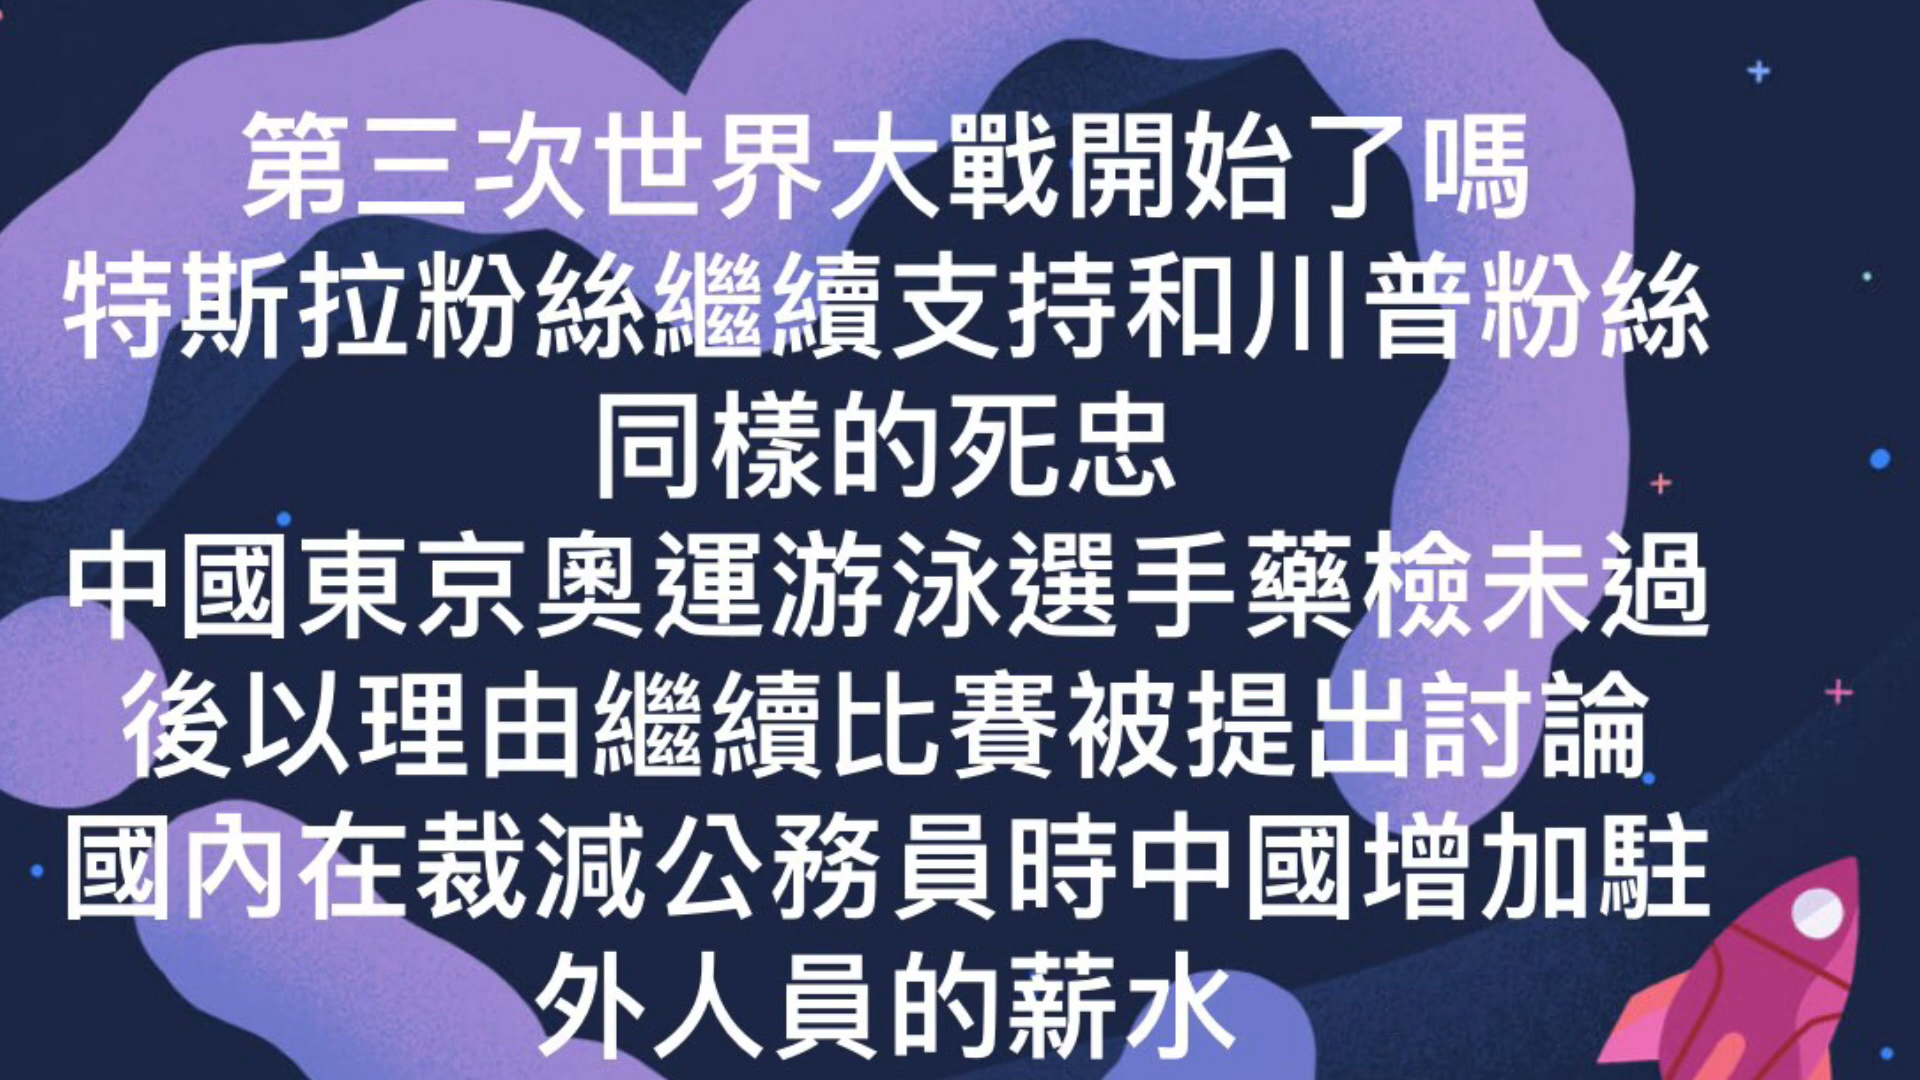 第三次世界大戰開始了嗎
特斯拉粉絲繼續支持和川普粉絲
同樣的死忠
中國東京奧運游泳選手藥檢未過
後以理由繼續比賽被提出討論
國內在裁減公務員時中國增加駐
外人員的薪水